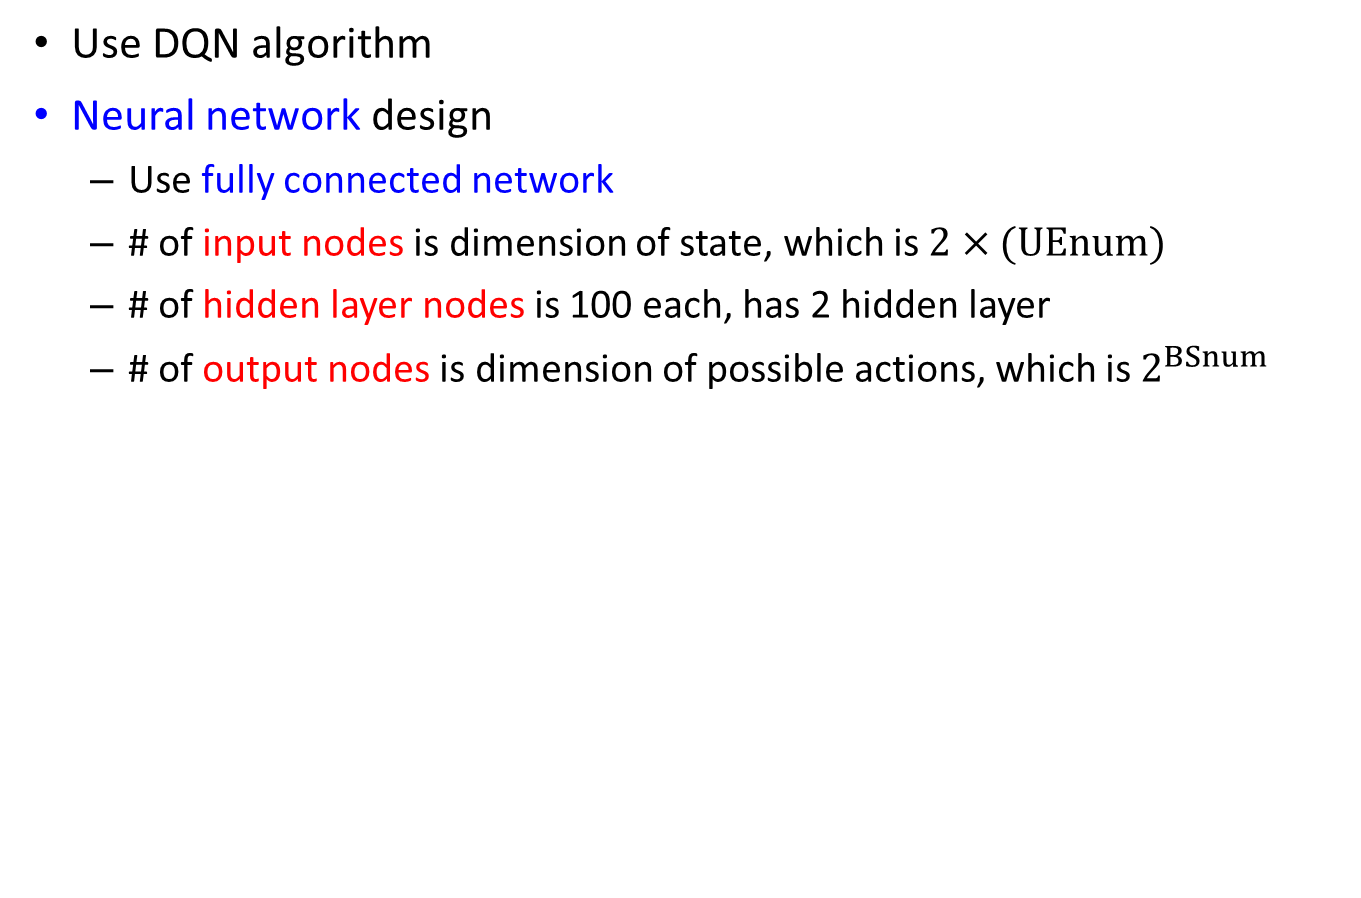 • Use DQN algorithm
• Neural network design
– Use fully connected network
– # of input nodes is dimension of state, which is 2 × (UEnum)
– # of hidden layer nodes is 100 each, has 2 hidden layer
– # of output nodes is dimension of possible actions, which is 2^BSnum